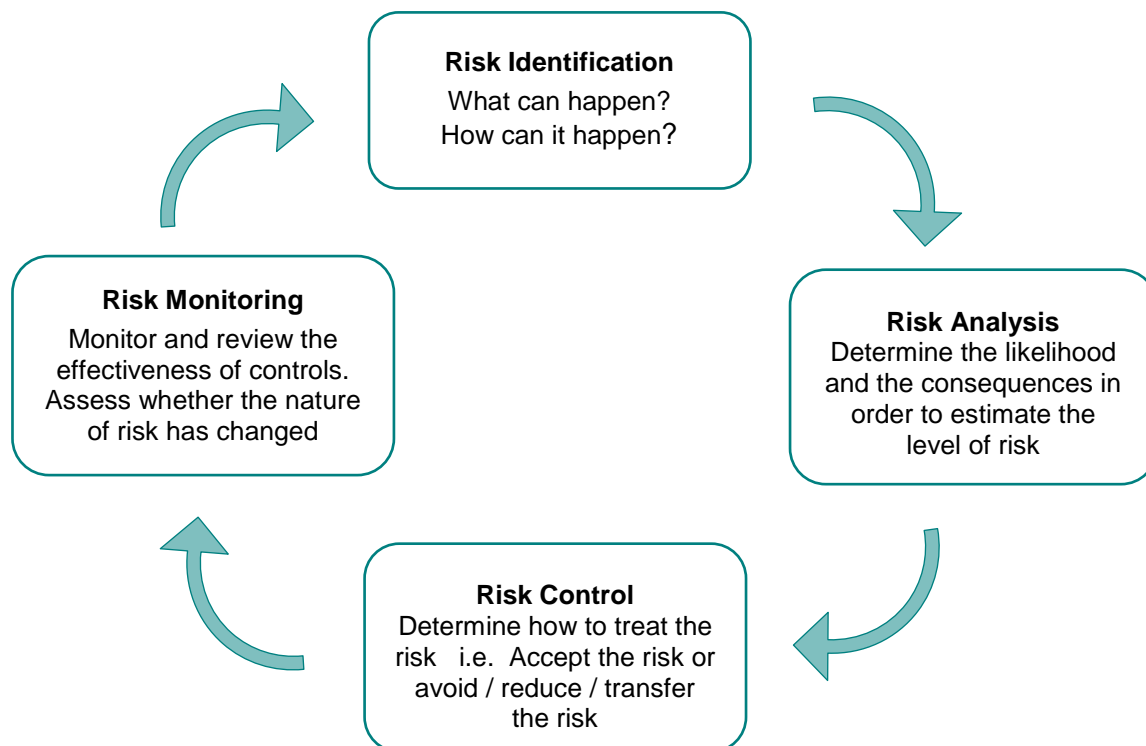 Risk Identification
What can happen?
How can it happen?
Risk Analysis
Determine the likelihood
and the consequences in
order to estimate the
level of risk
Risk Control
Determine how to treat the
risk i.e. Accept the risk or
avoid / reduce / transfer
the risk
Risk Monitoring
Monitor and review the
effectiveness of controls.
Assess whether the nature
of risk has changed